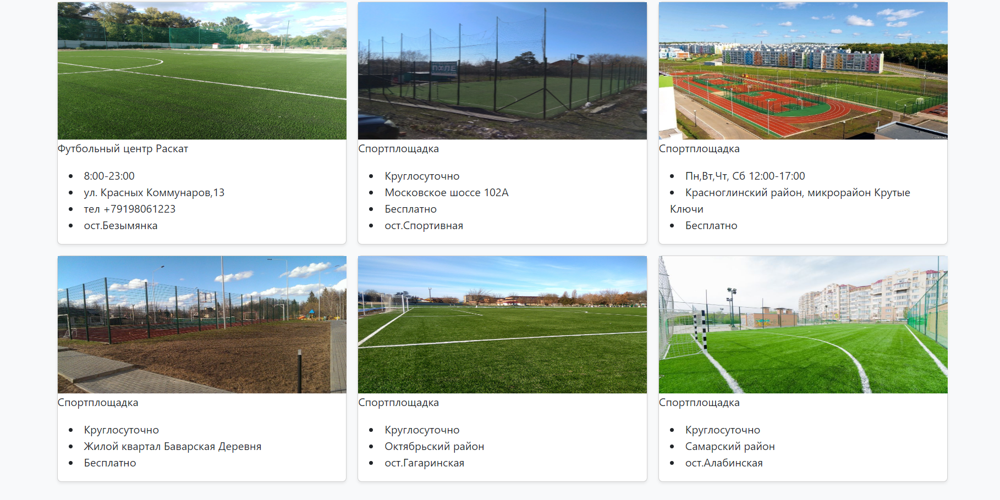 ПОЛЕ
Футбольный центр Раскат
8:00-23:00
ул. Красных Коммунаров,13
тел +79198061223
ост.Безымянка
Спортплощадка
Круглосуточно
Московское шоссе 102А
Бесплатно
ост.Спортивная
Спортплощадка
Пн,Вт,Чт, Сб 12:00-17:00
Красноглинский район, микрорайон Крутые
Ключи
Бесплатно
Спортплощадка
Круглосуточно
Жилой квартал Баварская Деревня
Бесплатно
Спортплощадка
Круглосуточно
Октябрьский район
ост.Гагаринская
Спортплощадка
Круглосуточно
Самарский район
ост.Алабинская